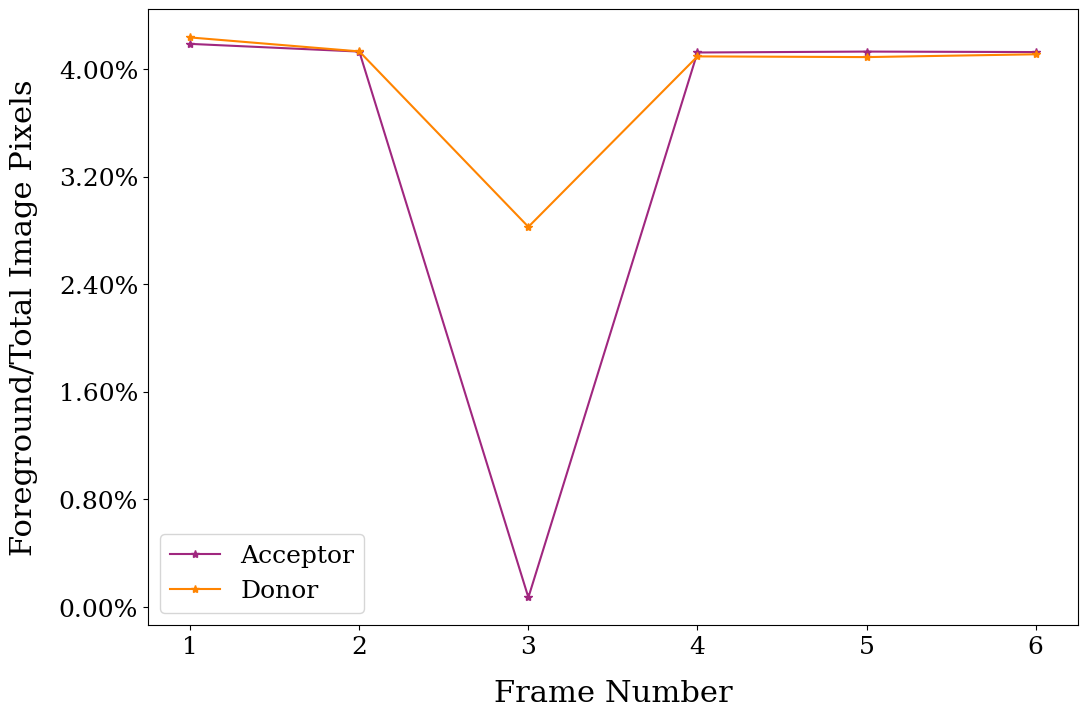 Foreground/Total Image Pixels
4.00%
3.20%
2.40%
1.60%
0.80%
0.00%
Acceptor
Donor
1 2 3 4 5 6
Frame Number